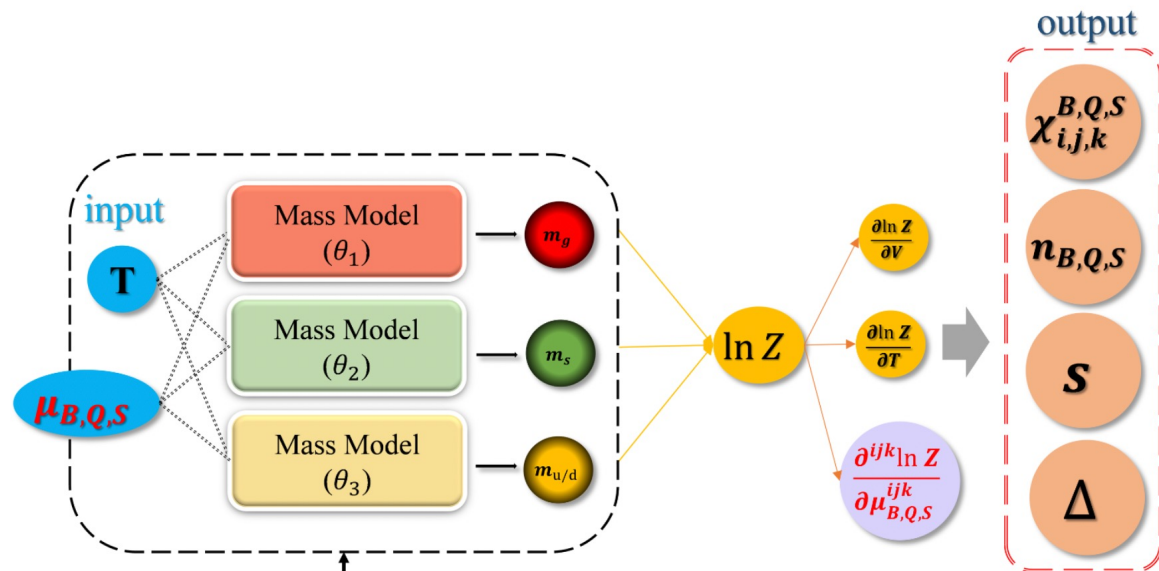 input
T
μ_{B,Q,S}
Mass Model
(θ₁)
Mass Model
(θ₂)
Mass Model
(θ₃)
m_g
m_s
m_{u/d}
ln Z
∂ln Z
∂V
∂ln Z
∂T
∂^{ijk} ln Z
∂μ^{ijk}_{B,Q,S}
output
χ^{B,Q,S}_{i,j,k}
n_{B,Q,S}
s
Δ